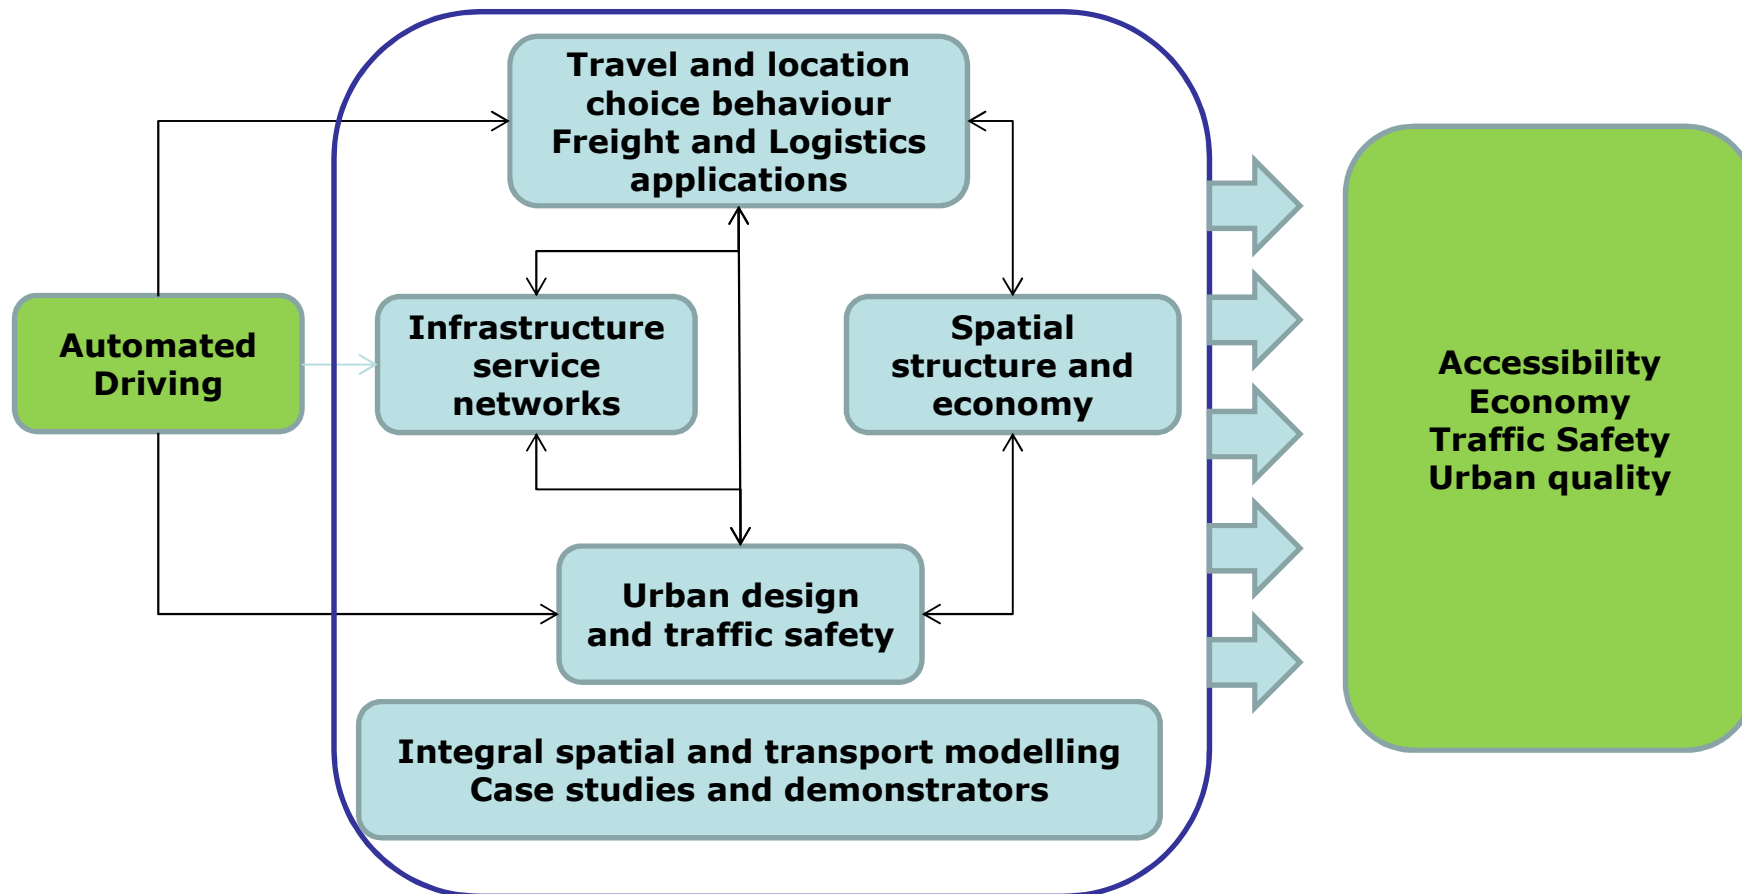 Travel and location
choice behaviour
Freight and Logistics
applications
Automated
Driving
Infrastructure
service
networks
Spatial
structure and
economy
Accessibility
Economy
Traffic Safety
Urban quality
Urban design
and traffic safety
Integral spatial and transport modelling
Case studies and demonstrators